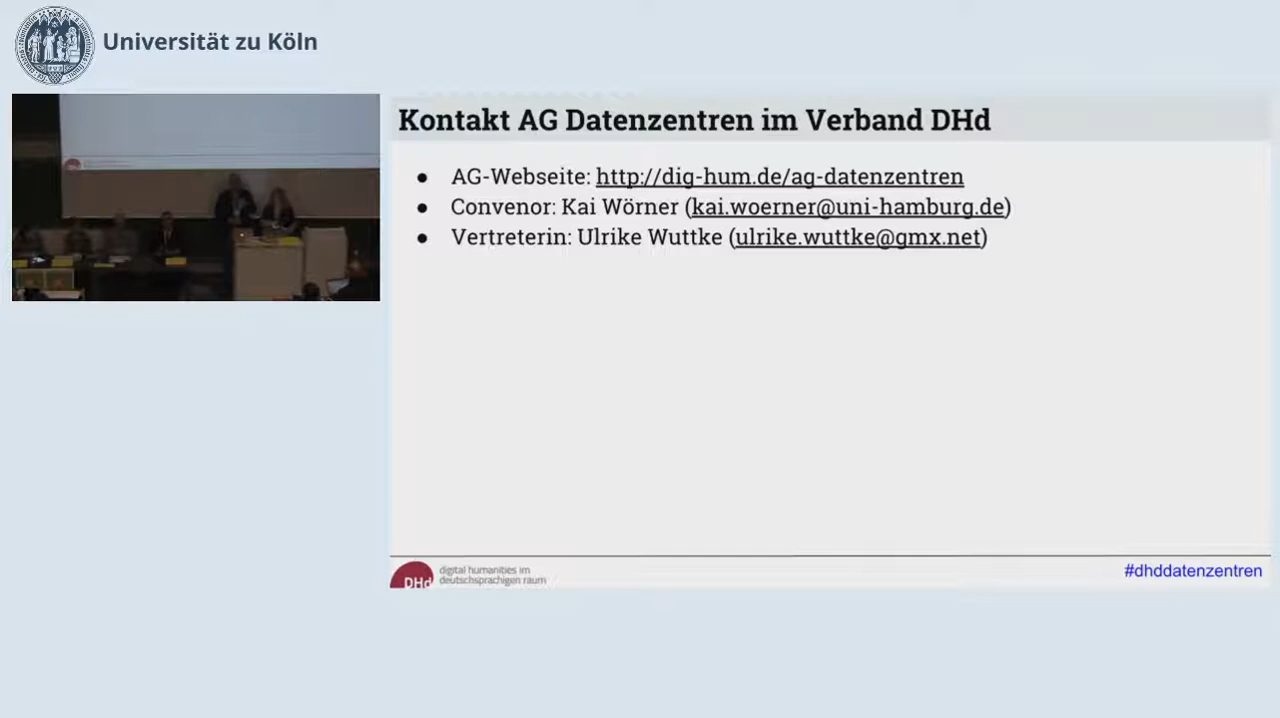 Universität zu Köln
Kontakt AG Datenzentren im Verband DHd
● AG-Webseite: http://dig-hum.de/ag-datenzentren
● Convenor: Kai Wörner (kai.woerner@uni-hamburg.de)
● Vertreterin: Ulrike Wuttke (ulrike.wuttke@gmx.net)
DHd
digital humanities im
deutschsprachigen raum
#dhddatenzentren